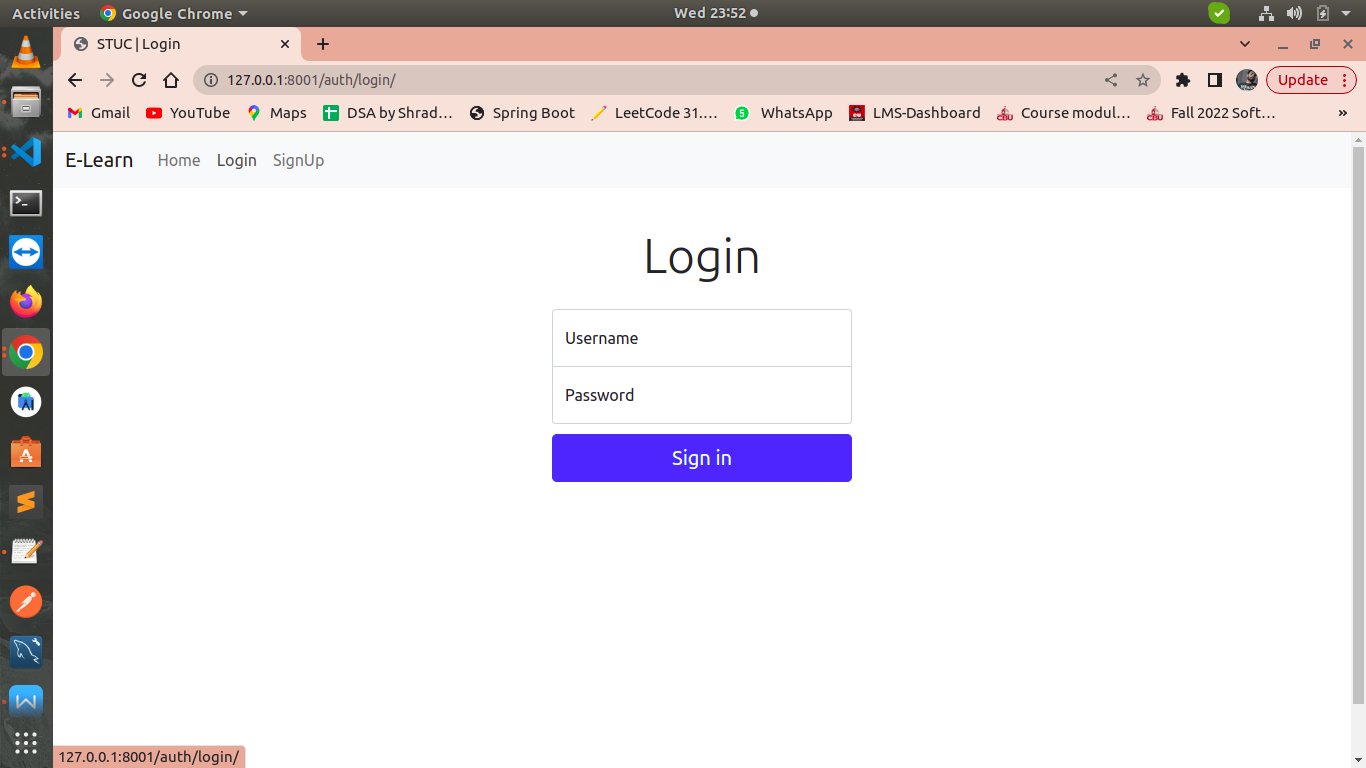 Activities Google Chrome Wed 23:52
STUC | Login
127.0.0.1:8001/auth/login/ Update
Gmail YouTube Maps DSA by Shrad… Spring Boot LeetCode 31.… WhatsApp LMS-Dashboard Course modul… Fall 2022 Soft… »
E-Learn Home Login SignUp
Login
Username
Password
Sign in
127.0.0.1:8001/auth/login/